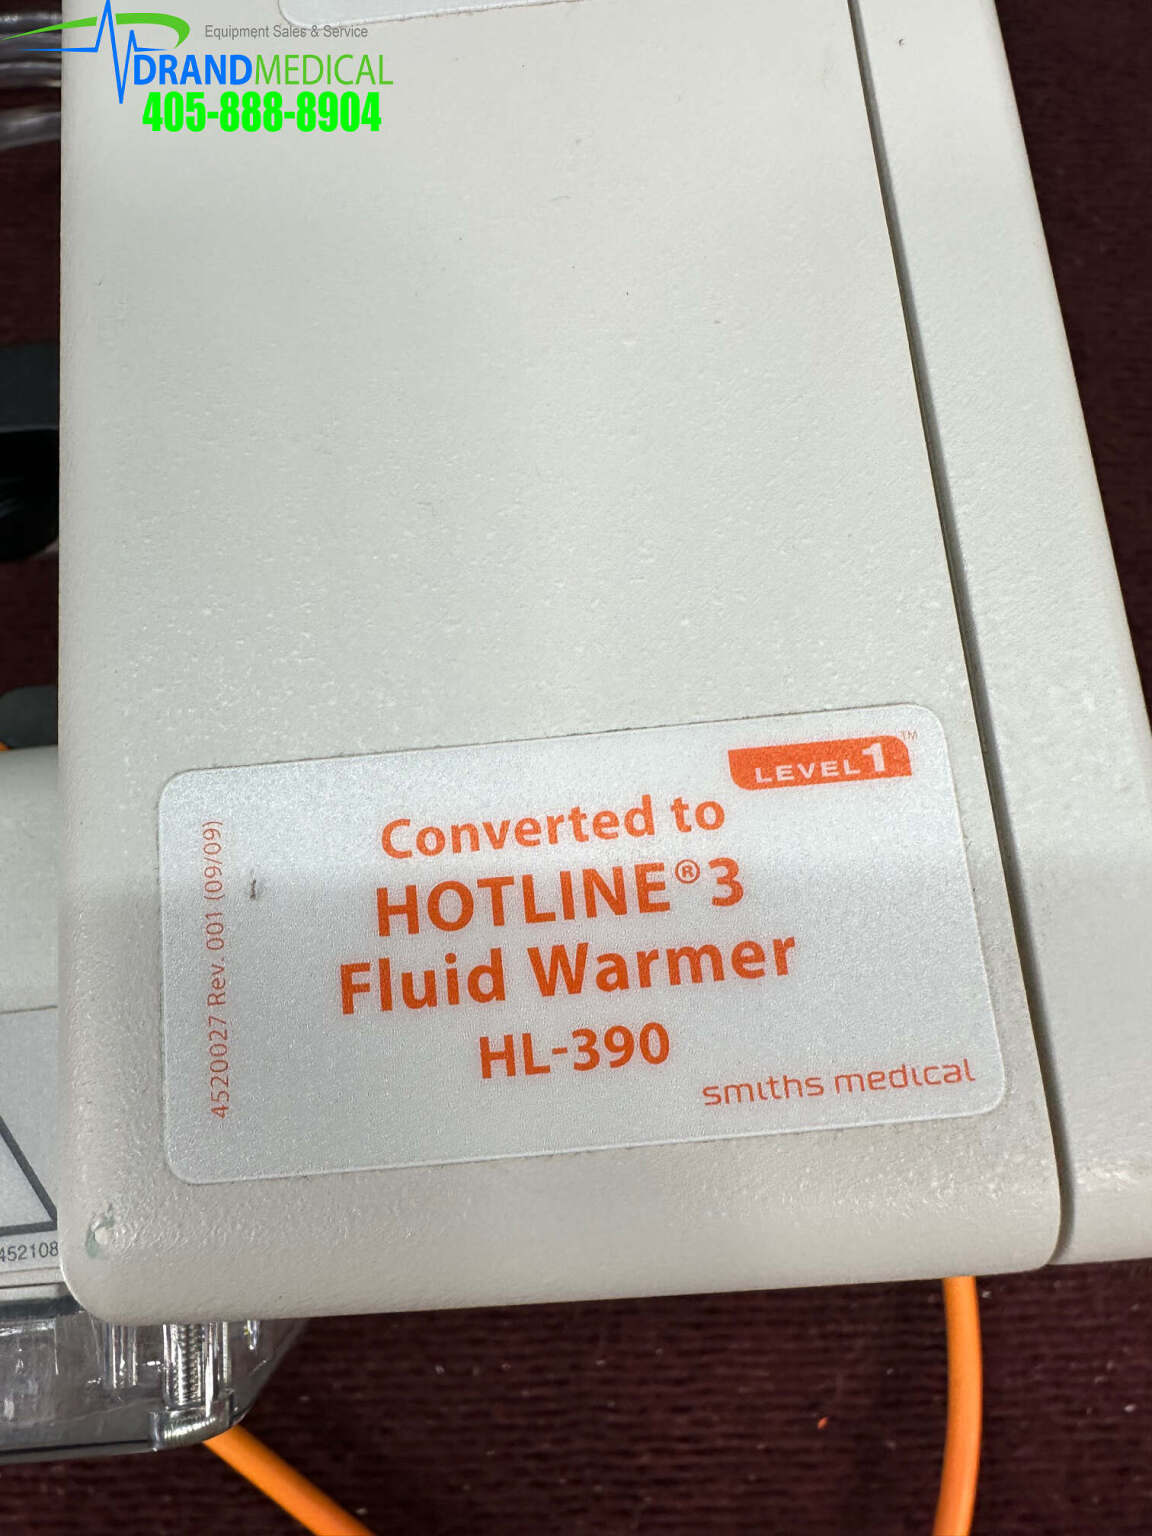 Equipment Sales & Service
DRANDMEDICAL
405-888-8904
LEVEL 1™
Converted to
HOTLINE® 3
Fluid Warmer
HL-390
smiths medical
4520027 Rev. 001 (09/09)
452108